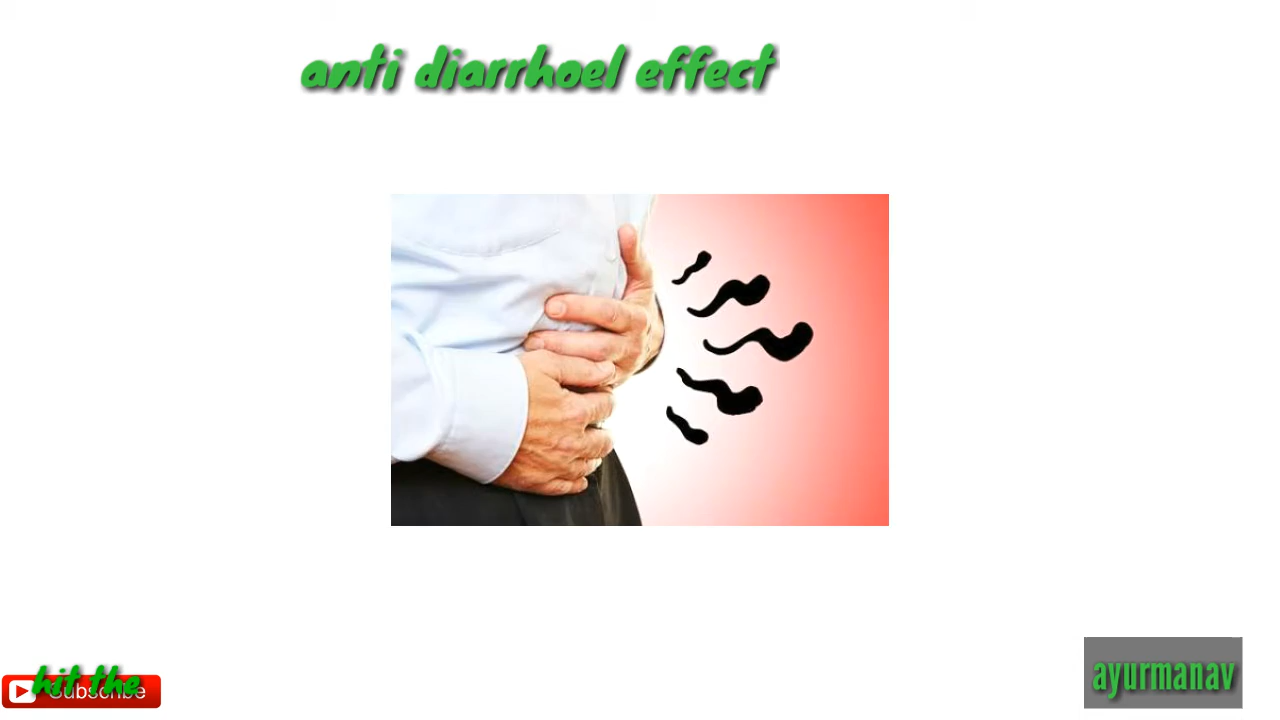 anti diarrhoel effect
hit the
Subscribe
ayurmanav